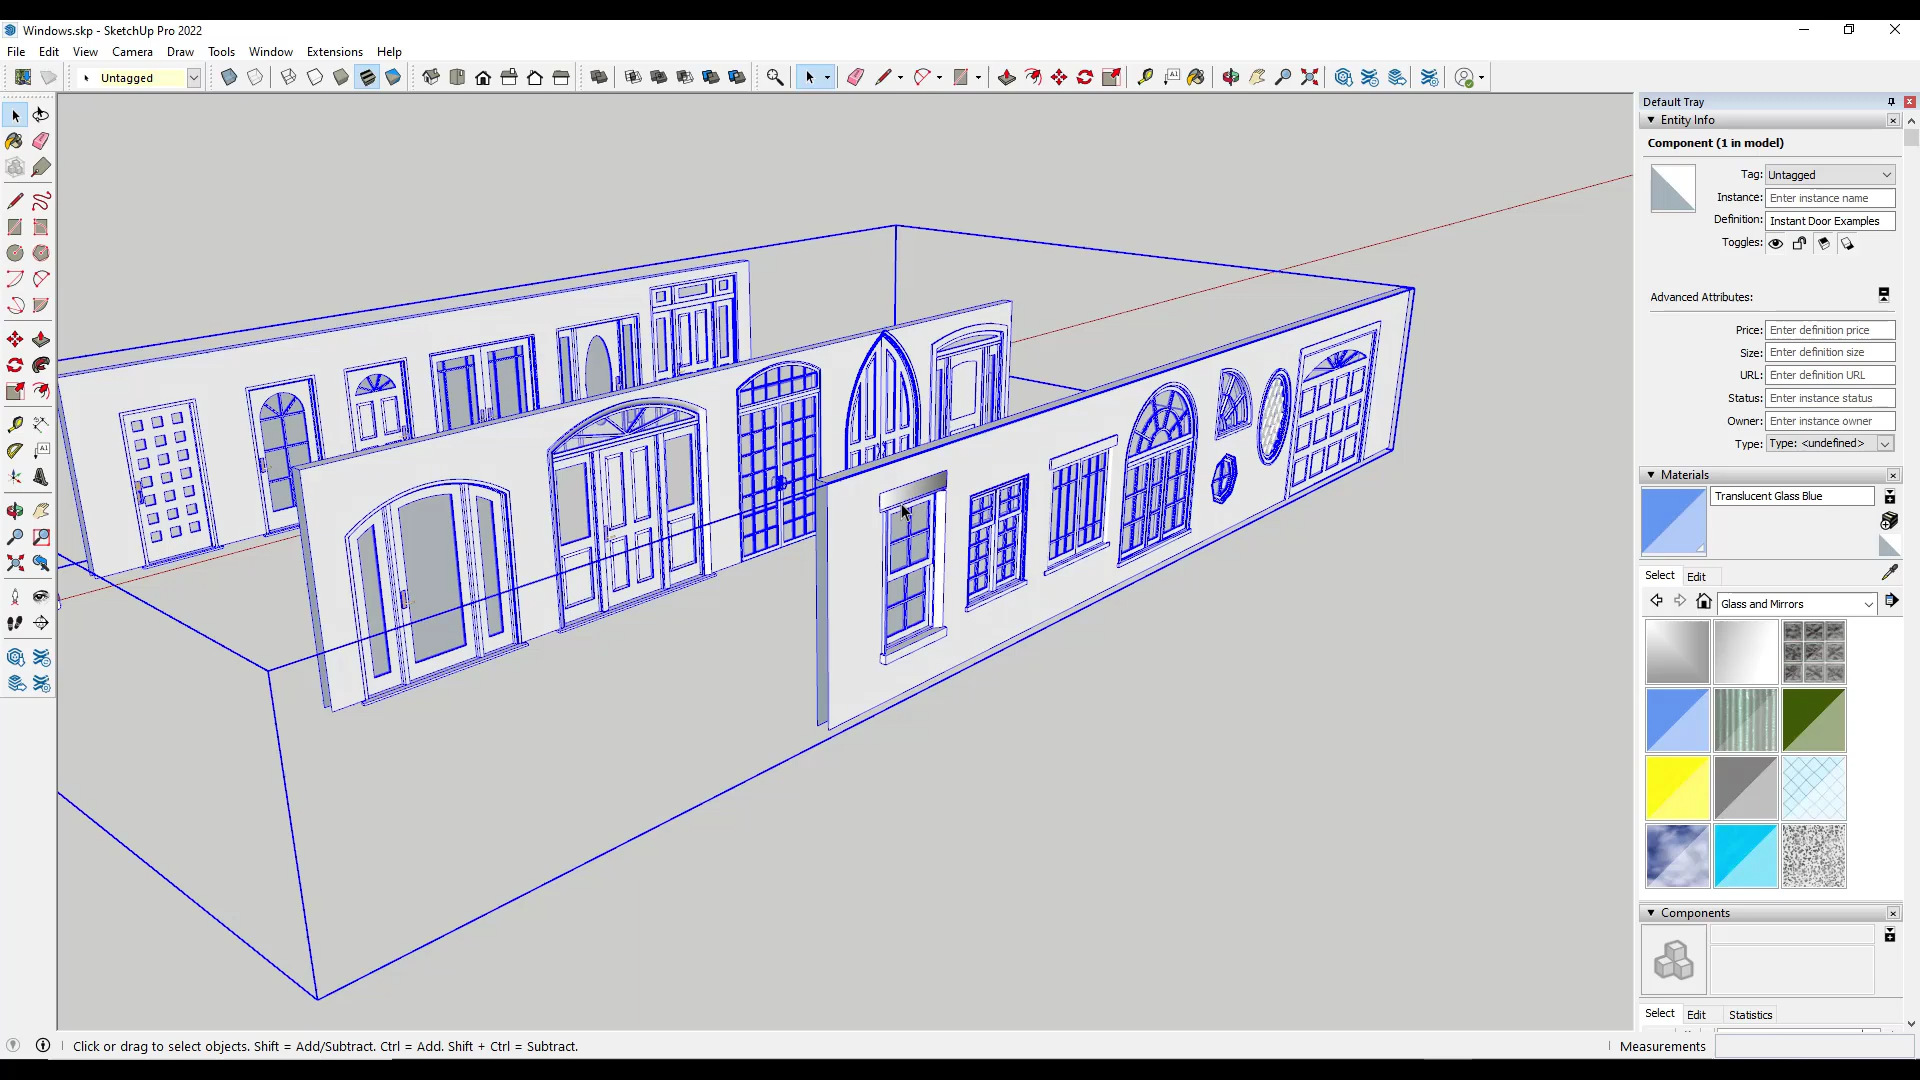 Windows.skp - SketchUp Pro 2022
File Edit View Camera Draw Tools Window Extensions Help
Untagged
Default Tray
Entity Info
Component (1 in model)
Tag: Untagged
Instance: Enter instance name
Definition: Instant Door Examples
Toggles:
Advanced Attributes:
Price: Enter definition price
Size: Enter definition size
URL: Enter definition URL
Status: Enter instance status
Owner: Enter instance owner
Type: Type: <undefined>
Materials
Translucent Glass Blue
Select Edit
Glass and Mirrors
Components
Select Edit Statistics
Click or drag to select objects. Shift = Add/Subtract. Ctrl = Add. Shift + Ctrl = Subtract.
Measurements